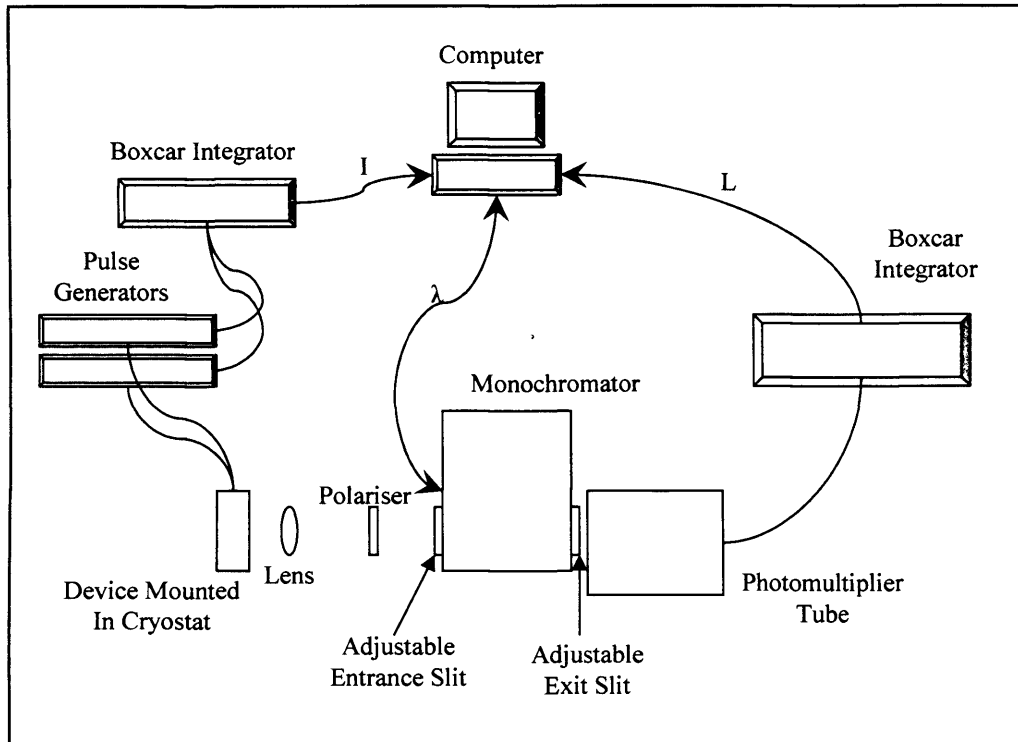 Computer
Boxcar Integrator
I
L
Boxcar
Integrator
Pulse
Generators
λ
Monochromator
Polariser
Lens
Device Mounted
In Cryostat
Photomultiplier
Tube
Adjustable
Entrance Slit
Adjustable
Exit Slit